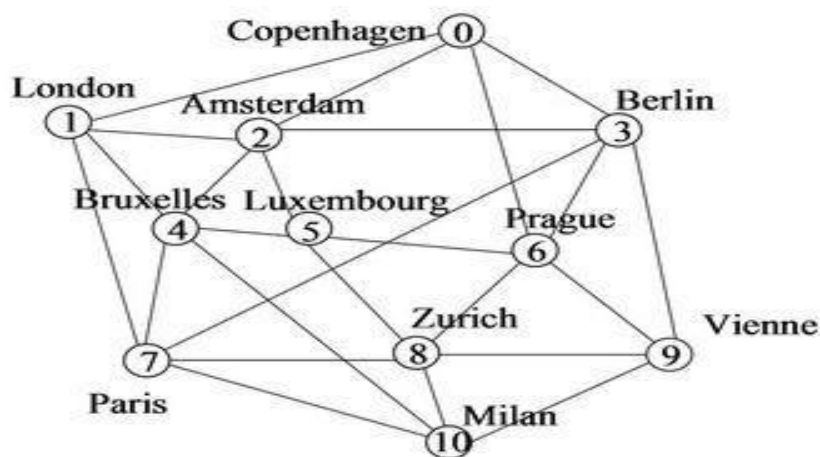 Copenhagen 0
London
Amsterdam
Berlin
1
2
3
Bruxelles
Luxembourg
Prague
4
5
6
Zurich
Vienne
7
8
9
Paris
Milan
10